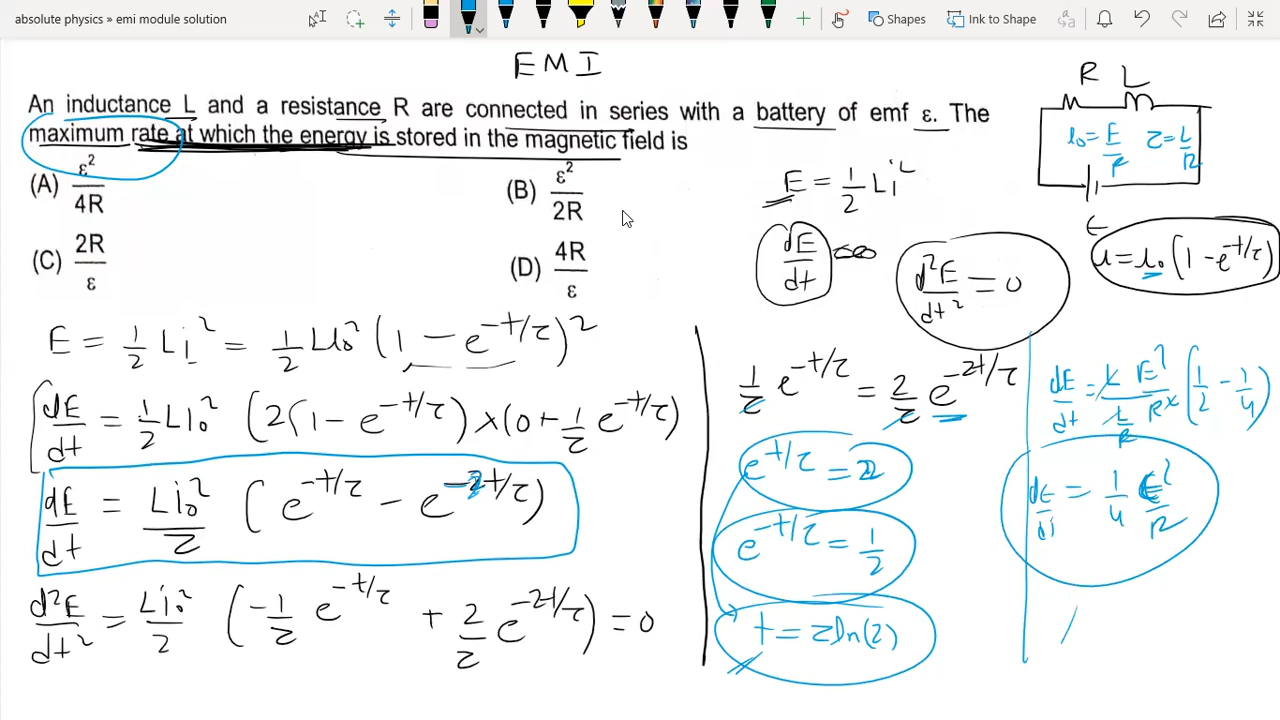 absolute physics » emi module solution
Shapes
Ink to Shape
EMI
An inductance L and a resistance R are connected in series with a battery of emf ε. The
maximum rate at which the energy is stored in the magnetic field is
(A) ε²/4R
(B) ε²/2R
(C) 2R/ε
(D) 4R/ε
R L
i₀ = E/R τ = L/R
E
E = 1/2 Li²
dE/dt
d²E/dt² = 0
i = i₀(1 - e^(-t/τ))
E = 1/2 Li² = 1/2 Li₀² (1 - e^(-t/τ))²
dE/dt = 1/2 Li₀² (2(1 - e^(-t/τ)) × (0 + 1/τ e^(-t/τ))
dE/dt = Li₀²/τ (e^(-t/τ) - e^(-2t/τ))
d²E/dt² = Li₀²/τ (-1/τ e^(-t/τ) + 2/τ e^(-2t/τ)) = 0
1/τ e^(-t/τ) = 2/τ e^(-2t/τ)
e^(t/τ) = 2
e^(-t/τ) = 1/2
t = τ ln(2)
dE/dt = L/(L/R) E²/R² (1/2 - 1/4)
dE/dt = 1/4 E²/R